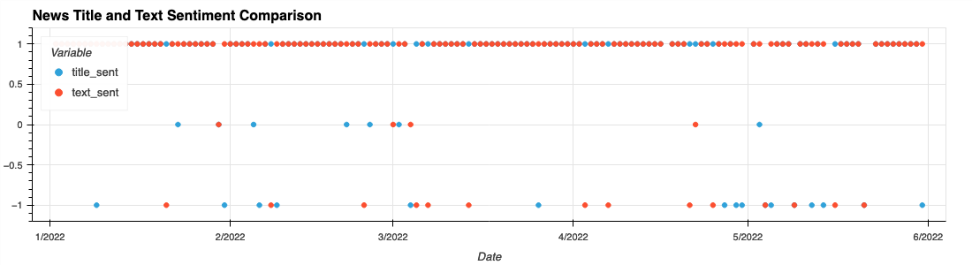 News Title and Text Sentiment Comparison
Variable
title_sent
text_sent
1
0.5
0
−0.5
−1
1/2022 2/2022 3/2022 4/2022 5/2022 6/2022
Date